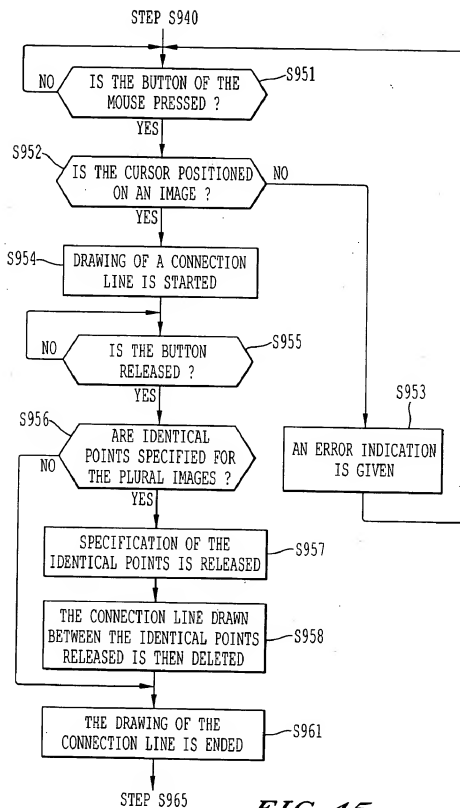 STEP S940
IS THE BUTTON OF THE
MOUSE PRESSED ?
S951
NO
YES
S952
IS THE CURSOR POSITIONED
ON AN IMAGE ?
NO
YES
S954
DRAWING OF A CONNECTION
LINE IS STARTED
IS THE BUTTON
RELEASED ?
S955
NO
YES
S953
AN ERROR INDICATION
IS GIVEN
S956
ARE IDENTICAL
POINTS SPECIFIED FOR
THE PLURAL IMAGES ?
NO
YES
SPECIFICATION OF THE
IDENTICAL POINTS IS RELEASED
S957
THE CONNECTION LINE DRAWN
BETWEEN THE IDENTICAL POINTS
RELEASED IS THEN DELETED
S958
THE DRAWING OF THE
CONNECTION LINE IS ENDED
S961
STEP S965